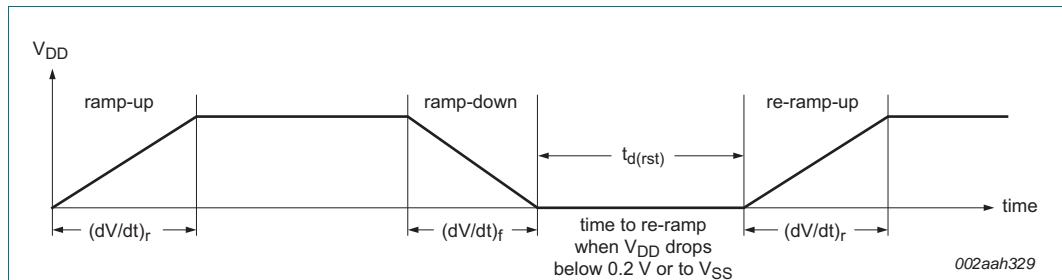 VDD
ramp-up
ramp-down
re-ramp-up
td(rst)
time
(dV/dt)r
(dV/dt)f
time to re-ramp
when VDD drops
below 0.2 V or to VSS
(dV/dt)r
002aah329